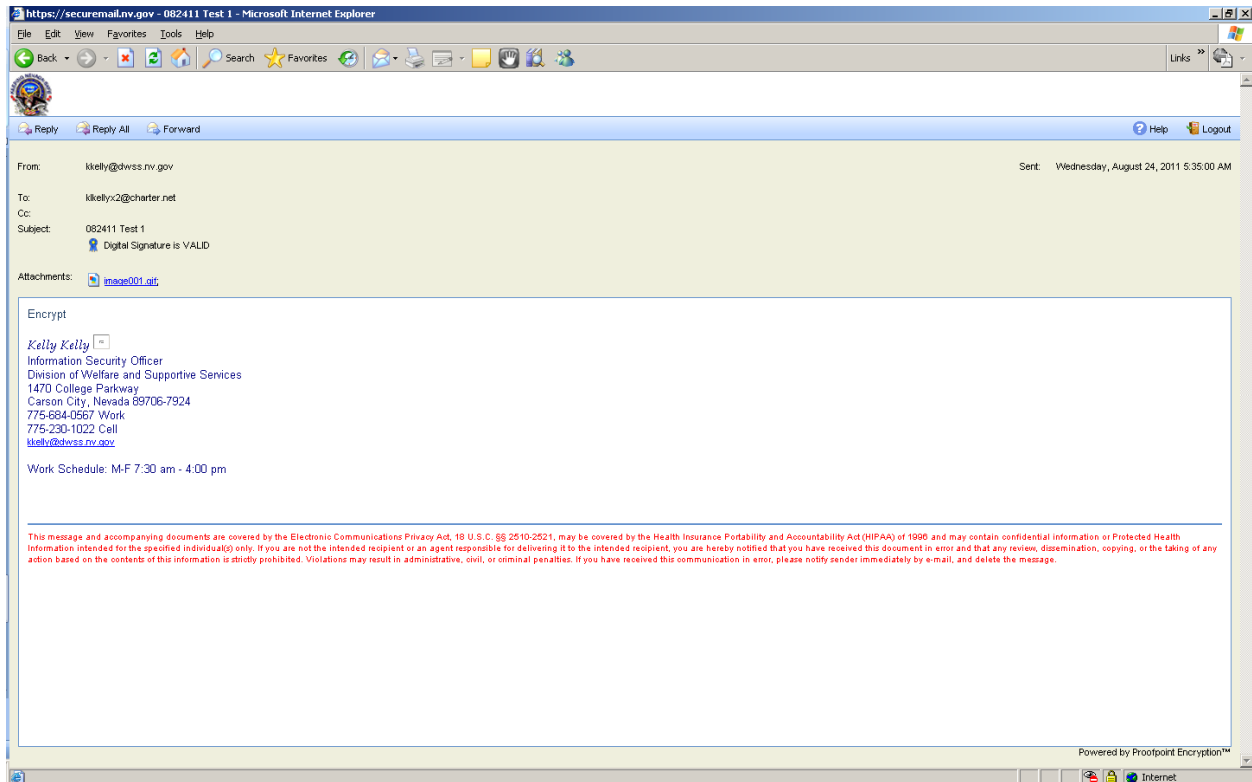 https://securemail.nv.gov - 082411 Test 1 - Microsoft Internet Explorer
File Edit View Favorites Tools Help
Back Search Favorites Links »
Reply Reply All Forward Help Logout
From: kkelly@dwss.nv.gov Sent: Wednesday, August 24, 2011 5:35:00 AM
To: klkellyx2@charter.net
Cc:
Subject: 082411 Test 1
Digital Signature is VALID
Attachments: image001.gif;
Encrypt
Kelly Kelly
Information Security Officer
Division of Welfare and Supportive Services
1470 College Parkway
Carson City, Nevada 89706-7924
775-684-0567 Work
775-230-1022 Cell
kkelly@dwss.nv.gov
Work Schedule: M-F 7:30 am - 4:00 pm
This message and accompanying documents are covered by the Electronic Communications Privacy Act, 18 U.S.C. §§ 2510-2521, may be covered by the Health Insurance Portability and Accountability Act (HIPAA) of 1996 and may contain confidential information or Protected Health
Information intended for the specified individual(s) only. If you are not the intended recipient or an agent responsible for delivering it to the intended recipient, you are hereby notified that you have received this document in error and that any review, dissemination, copying, or the taking of any
action based on the contents of this information is strictly prohibited. Violations may result in administrative, civil, or criminal penalties. If you have received this communication in error, please notify sender immediately by e-mail, and delete the message.
Powered by Proofpoint Encryption™
Internet